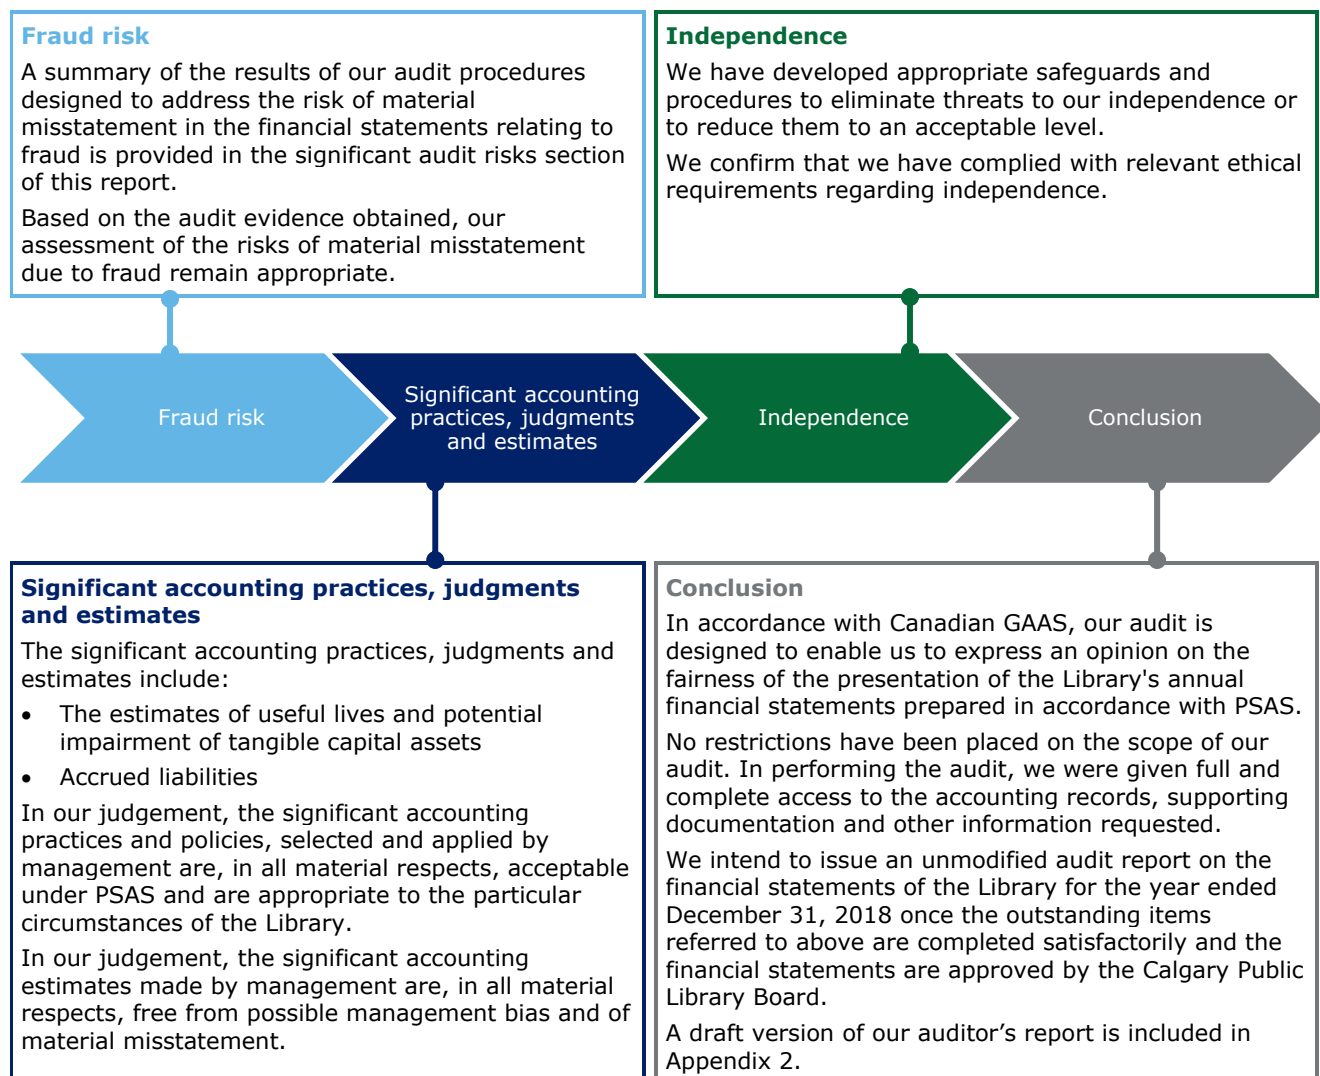 Fraud risk
A summary of the results of our audit procedures
designed to address the risk of material
misstatement in the financial statements relating to
fraud is provided in the significant audit risks section
of this report.
Based on the audit evidence obtained, our
assessment of the risks of material misstatement
due to fraud remain appropriate.
Independence
We have developed appropriate safeguards and
procedures to eliminate threats to our independence or
to reduce them to an acceptable level.
We confirm that we have complied with relevant ethical
requirements regarding independence.
Fraud risk
Significant accounting
practices, judgments
and estimates
Independence
Conclusion
Significant accounting practices, judgments
and estimates
The significant accounting practices, judgments and
estimates include:
• The estimates of useful lives and potential
impairment of tangible capital assets
• Accrued liabilities
In our judgement, the significant accounting
practices and policies, selected and applied by
management are, in all material respects, acceptable
under PSAS and are appropriate to the particular
circumstances of the Library.
In our judgement, the significant accounting
estimates made by management are, in all material
respects, free from possible management bias and of
material misstatement.
Conclusion
In accordance with Canadian GAAS, our audit is
designed to enable us to express an opinion on the
fairness of the presentation of the Library's annual
financial statements prepared in accordance with PSAS.
No restrictions have been placed on the scope of our
audit. In performing the audit, we were given full and
complete access to the accounting records, supporting
documentation and other information requested.
We intend to issue an unmodified audit report on the
financial statements of the Library for the year ended
December 31, 2018 once the outstanding items
referred to above are completed satisfactorily and the
financial statements are approved by the Calgary Public
Library Board.
A draft version of our auditor’s report is included in
Appendix 2.